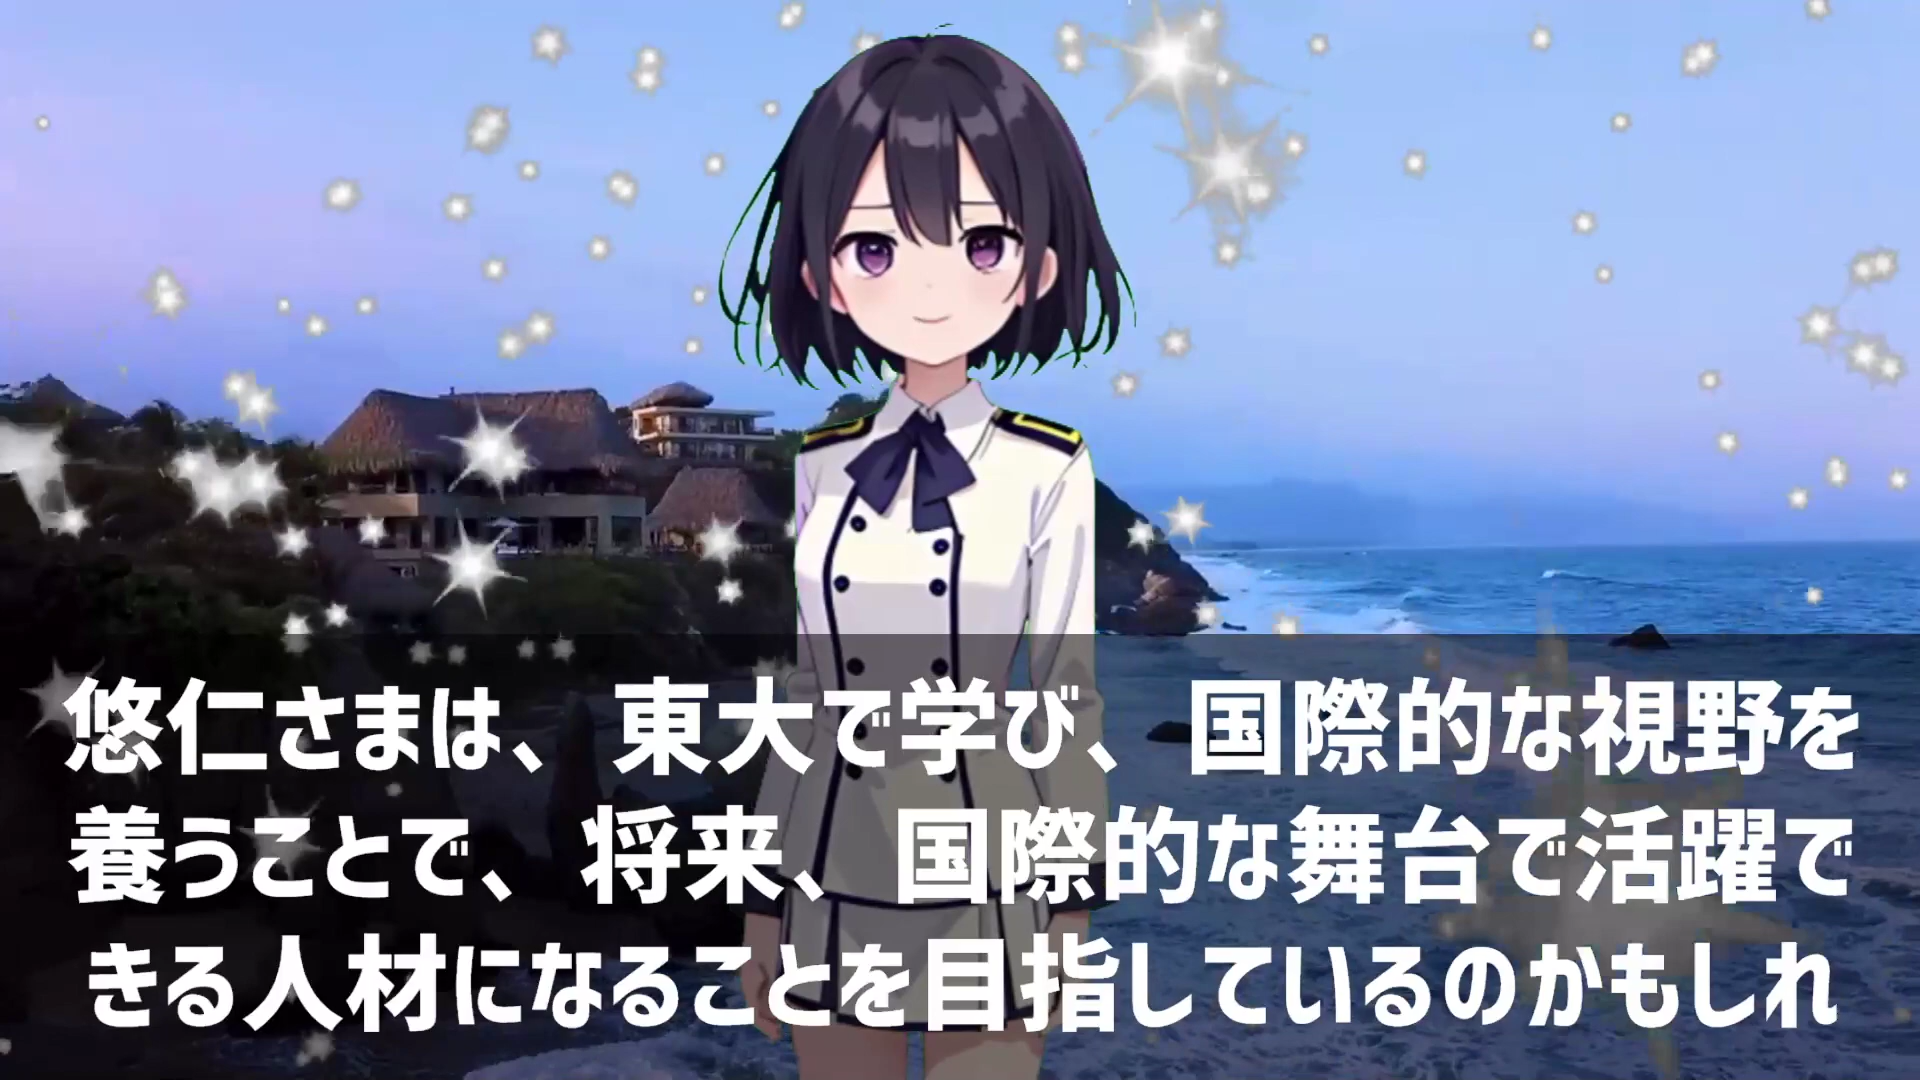 悠仁さまは、東大で学び、国際的な視野を
養うことで、将来、国際的な舞台で活躍で
きる人材になることを目指しているのかもしれ